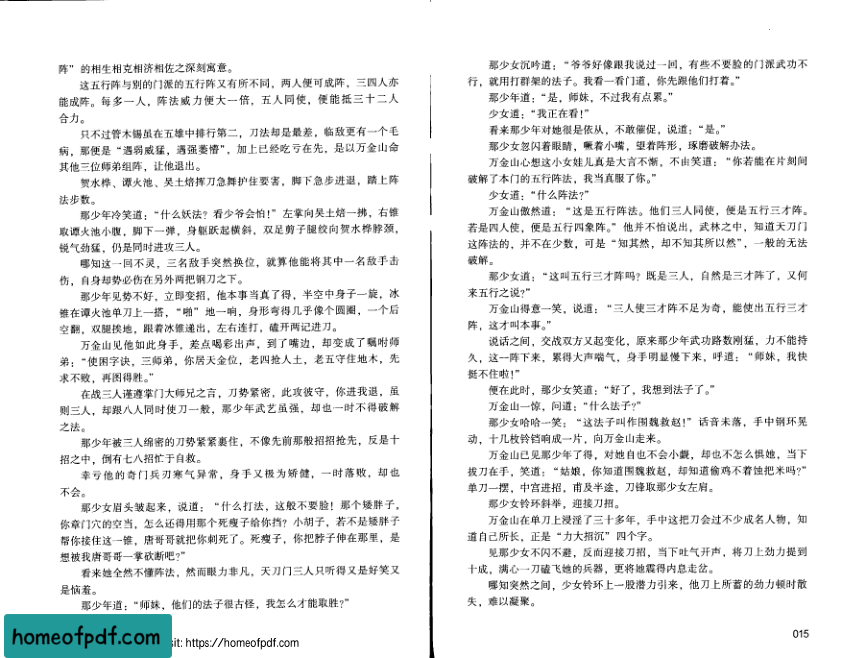 阵”的相生相克相济相佐之深刻寓意。
这五行阵与别的门派的五行阵又有所不同，两人便可成阵，三四人亦
能成阵。每多一人，阵法威力便大一倍，五人同使，便能抵三十二人
合力。
只不过管木锡虽在五雄中排行第二，刀法却是最差，临敌更有一个毛
病，那便是“遇弱威猛，遇强萎瘪”，加上已经吃亏在先，是以万金山命
其他三位师弟组阵，让他退出。
贺水桦、谭火池、吴土焙挥刀急舞护住要害，脚下急步进退，踏上阵
法步数。
那少年冷笑道：“什么妖法？看少爷会怕！”左掌向吴土焙一拂，右锥
取谭火池小腹，脚下一弹，身躯跃起横斜，双足剪子腿绞向贺水桦脖颈，
锐气劲猛，仍是同时进攻三人。
哪知这一回不灵，三名敌手突然换位，就算他能将其中一名敌手击
伤，自身却势必伤在另外两把钢刀之下。
那少年见势不好，立即变招，他本事当真了得，半空中身子一旋，冰
锥在谭火池单刀上一搭，“啪”地一响，身形弯得几乎像个圆圈，一个后
空翻，双腿挨地，跟着冰锥递出，左右连打，磕开两记进刀。
万金山见他如此身手，差点喝彩出声，到了嘴边，却变成了嘱咐师
弟：“使困字诀，三师弟，你居天金位，老四抢人土，老五守住地木，先
求不败，再图得胜。”
在战三人谨遵掌门大师兄之言，刀势紧密，此攻彼守，你进我退，虽
则三人，却跟八人同时使刀一般，那少年武艺虽强，却也一时不得破解
之法。
那少年被三人绵密的刀势紧紧裹住，不像先前那般招招抢先，反是十
招之中，倒有七八招忙于自救。
幸亏他的奇门兵刃寒气异常，身手又极为矫健，一时落败，却也
不会。
那少女眉头皱起来，说道：“什么打法，这般不要脸！那个矮胖子，
你章门穴的空当，怎么还得用那个死瘦子给你挡？小胡子，若不是矮胖子
帮你接住这一锥，唐哥哥就把你刺死了。死瘦子，你把脖子伸在那里，是
想被我唐哥哥一掌砍断吧？”
看来她全然不懂阵法，然而眼力非凡，天刀门三人只听得又是好笑又
是恼羞。
那少年道：“师妹，他们的法子很古怪，我怎么才能取胜？”
homeofpdf.com
sit: https://homeofpdf.com
那少女沉吟道：“爷爷好像跟我说过一回，有些不要脸的门派武功不
行，就用打群架的法子。我看一看门道，你先跟他们打着。”
那少年道：“是，师妹，不过我有点累。”
少女道：“我正在看！”
看来那少年对她很是依从，不敢催促，说道：“是。”
那少女忽闪着眼睛，噘着小嘴，望着阵形，琢磨破解办法。
万金山心想这小女娃儿真是大言不惭，不由笑道：“你若能在片刻间
破解了本门的五行阵法，我当真服了你。”
少女道：“什么阵法？”
万金山傲然道：“这是五行阵法。他们三人同使，便是五行三才阵。
若是四人使，便是五行四象阵。”他并不怕说出，武林之中，知道天刀门
这阵法的，并不在少数，可是“知其然，却不知其所以然”，一般的无法
破解。
那少女道：“这叫五行三才阵吗？既是三人，自然是三才阵了，又何
来五行之说？”
万金山得意一笑，说道：“三人使三才阵不足为奇，能使出五行三才
阵，这才叫本事。”
说话之间，交战双方又起变化，原来那少年武功路数刚猛，力不能持
久，这一阵下来，累得大声喘气，身手明显慢下来，呼道：“师妹，我快
挺不住啦！”
便在此时，那少女笑道：“好了，我想到法子了。”
万金山一惊，问道：“什么法子？”
那少女哈哈一笑：“这法子叫作围魏救赵！”话音未落，手中钢环晃
动，十几枚铃铛响成一片，向万金山走来。
万金山已见那少年了得，对她自也不会小觑，却也不怎么惧她，当下
拔刀在手，笑道：“姑娘，你知道围魏救赵，却知道偷鸡不着蚀把米吗？”
单刀一摆，中宫进招，甫及半途，刀锋取那少女左肩。
那少女铃环斜举，迎接刀招。
万金山在单刀上浸淫了三十多年，手中这把刀会过不少成名人物，知
道自己所长，正是“力大招沉”四个字。
见那少女不闪不避，反而迎接刀招，当下吐气开声，将刀上劲力提到
十成，满心一刀磕飞她的兵器，更将她震得内息走岔。
哪知突然之间，少女铃环上一股潜力引来，他刀上所蓄的劲力顿时散
失，难以凝聚。
015